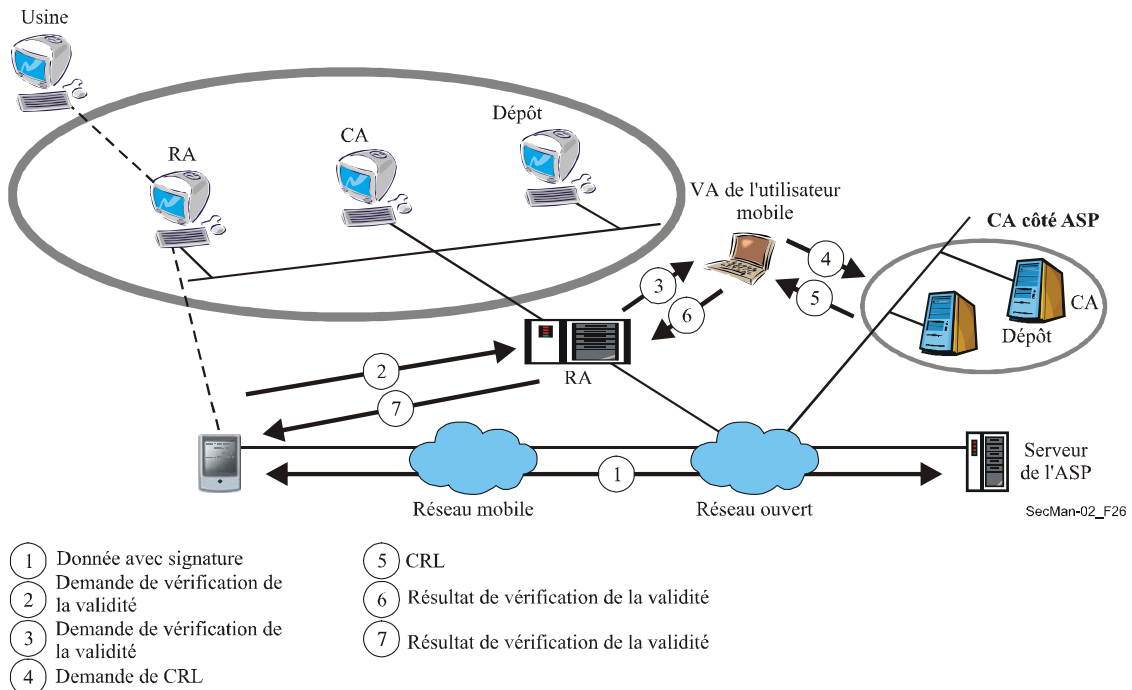 Usine
RA
CA
Dépôt
VA de l'utilisateur
mobile
CA côté ASP
CA
Dépôt
3
4
5
6
RA
2
7
1
Réseau mobile
Réseau ouvert
Serveur
de l'ASP
SecMan-02_F26
1 Donnée avec signature
2 Demande de vérification de
la validité
3 Demande de vérification de
la validité
4 Demande de CRL
5 CRL
6 Résultat de vérification de la validité
7 Résultat de vérification de la validité